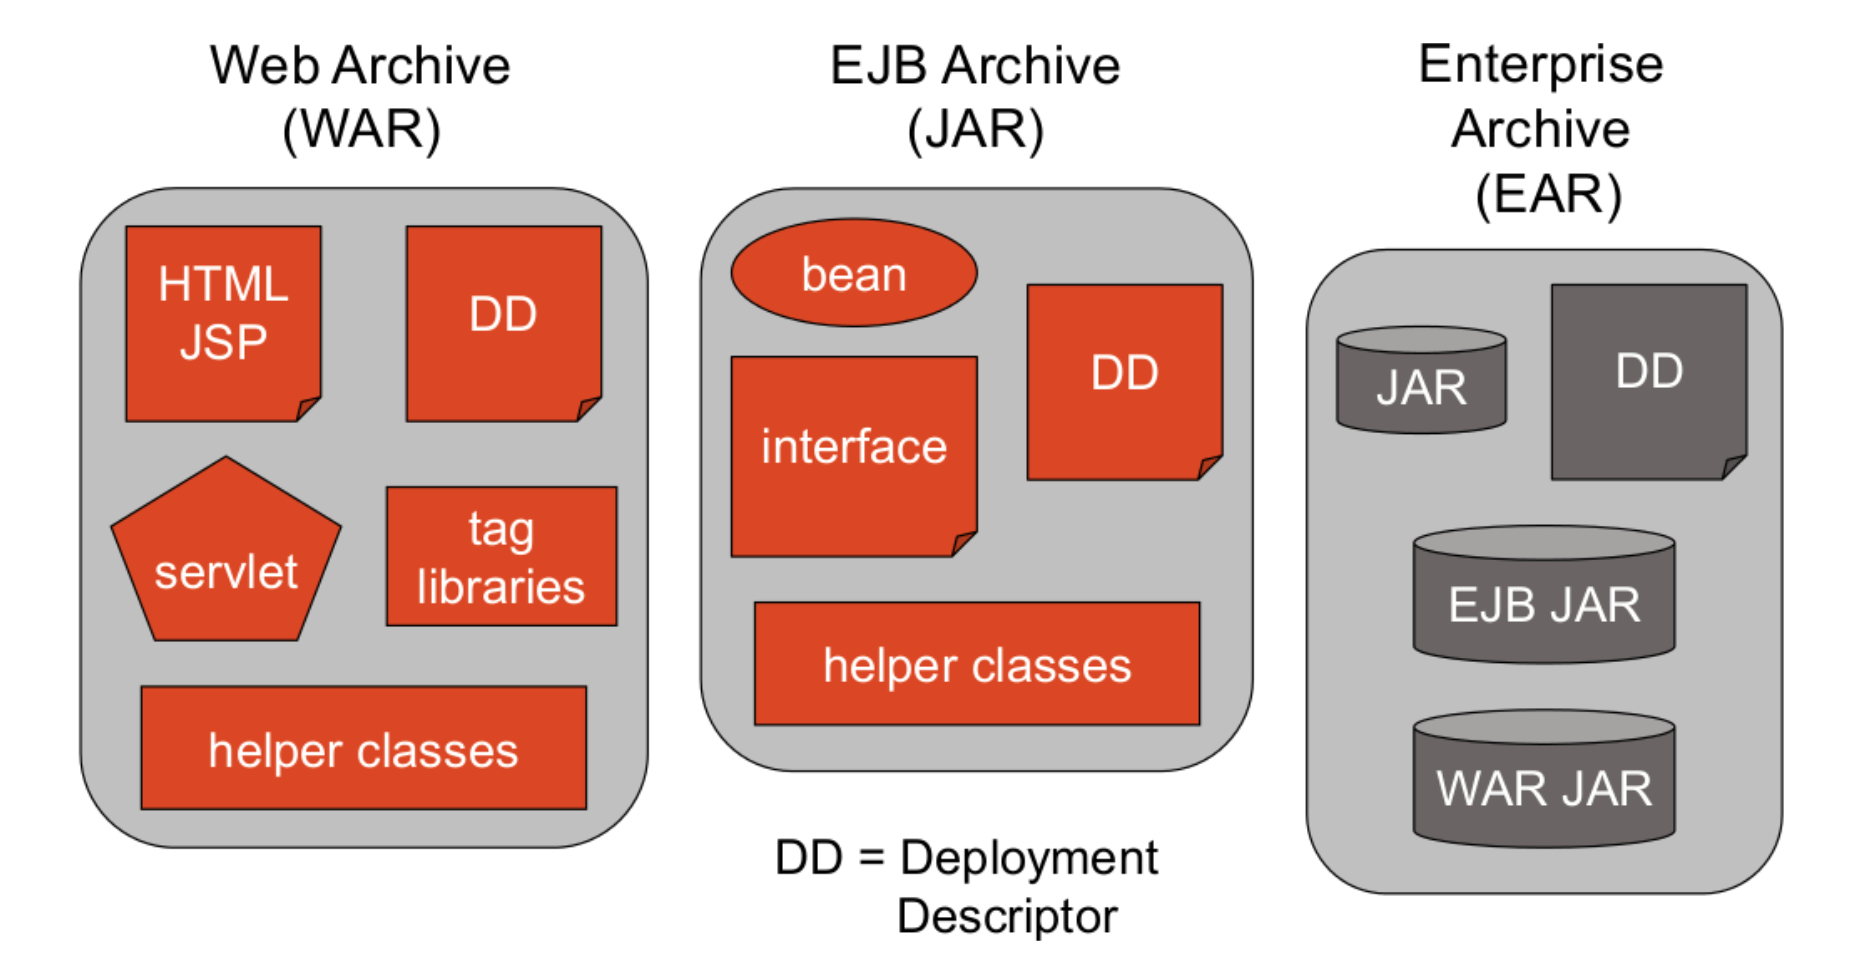 Web Archive
(WAR)
HTML
JSP
DD
servlet
tag
libraries
helper classes
EJB Archive
(JAR)
bean
interface
DD
helper classes
DD = Deployment
Descriptor
Enterprise
Archive
(EAR)
JAR
DD
EJB JAR
WAR JAR